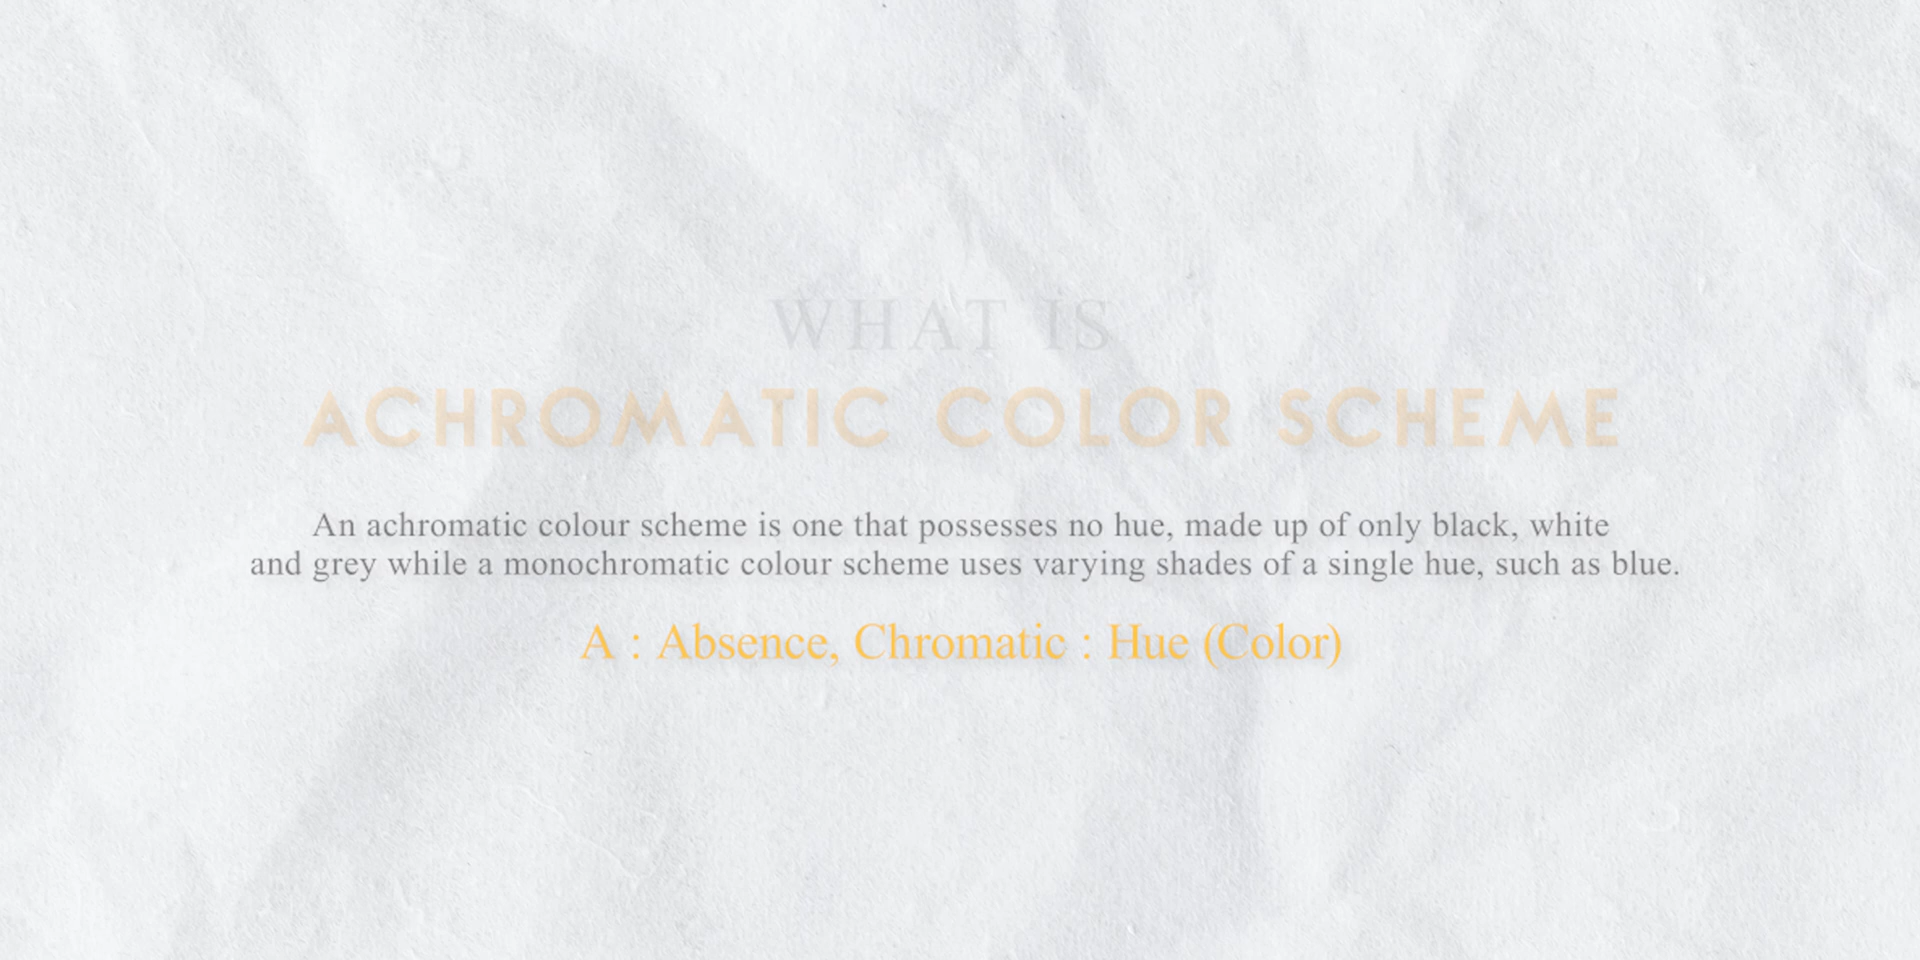 WHAT IS
ACHROMATIC COLOR SCHEME
An achromatic colour scheme is one that possesses no hue, made up of only black, white
and grey while a monochromatic colour scheme uses varying shades of a single hue, such as blue.
A : Absence, Chromatic : Hue (Color)